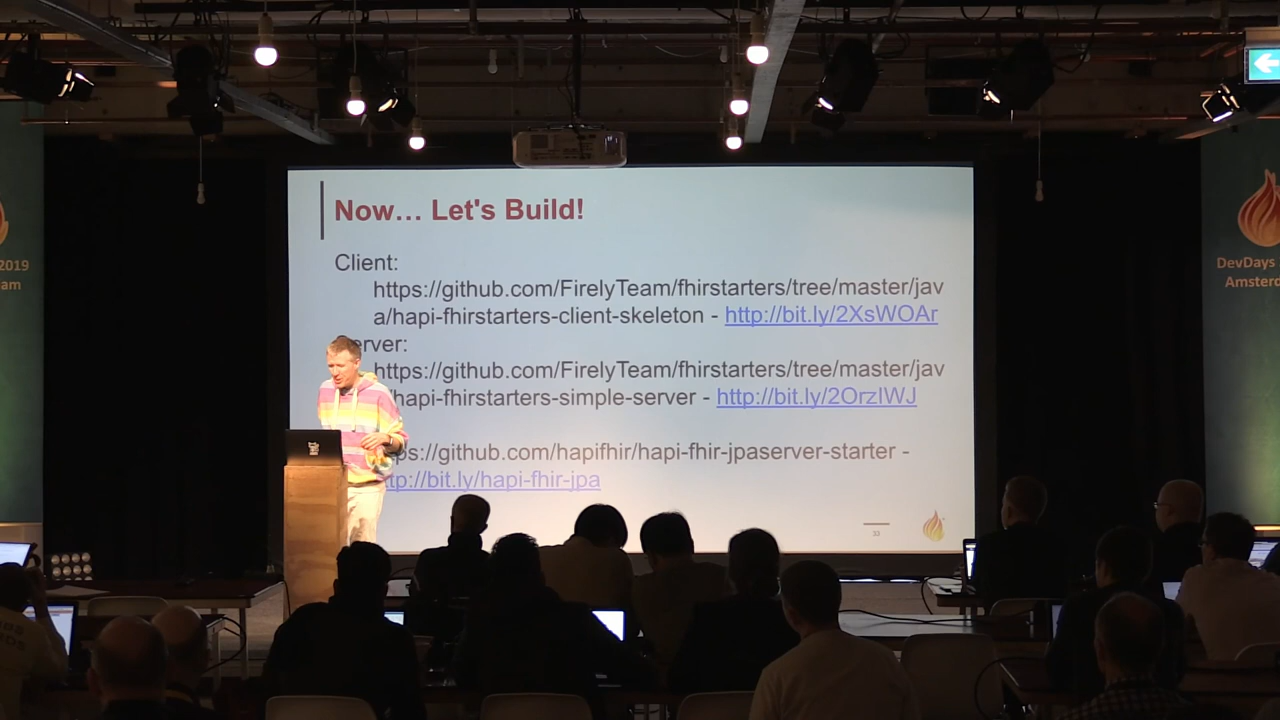 Now… Let's Build!
Client:
https://github.com/FirelyTeam/fhirstarters/tree/master/jav
a/hapi-fhirstarters-client-skeleton - http://bit.ly/2XsWOAr
erver:
https://github.com/FirelyTeam/fhirstarters/tree/master/jav
/hapi-fhirstarters-simple-server - http://bit.ly/2OrzIWJ
ps://github.com/hapifhir/hapi-fhir-jpaserver-starter -
tp://bit.ly/hapi-fhir-jpa
33
2019
am
DevDays
Amsterd